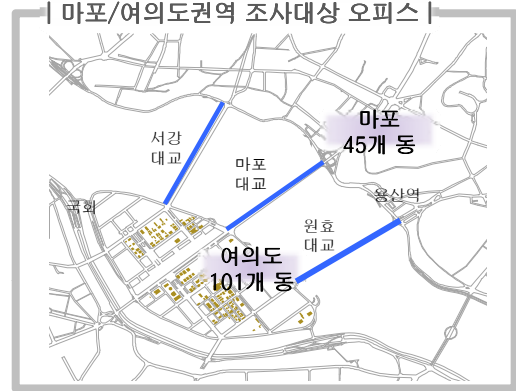 마포/여의도권역 조사대상 오피스
마포
45개 동
서강
대교
마포
대교
용산역
국회
원효
대교
여의도
101개 동